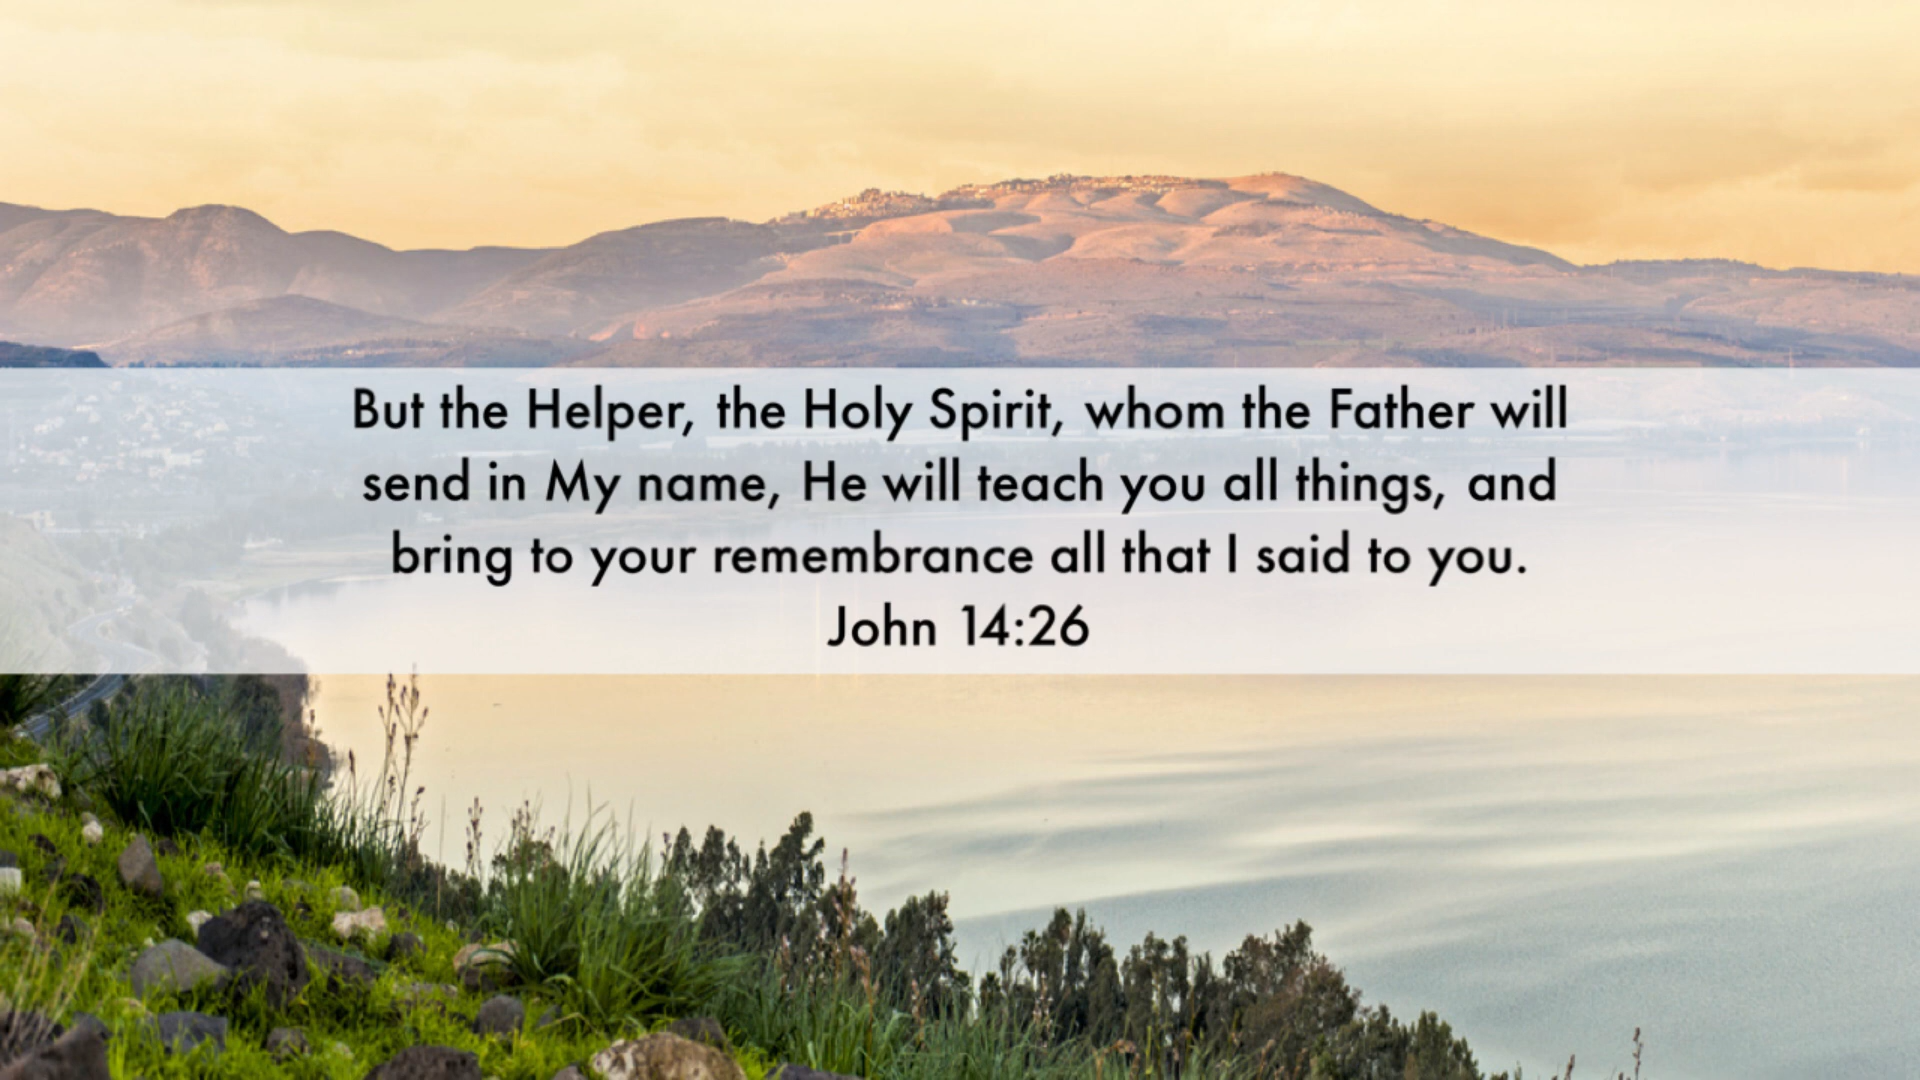 But the Helper, the Holy Spirit, whom the Father will
send in My name, He will teach you all things, and
bring to your remembrance all that I said to you.
John 14:26